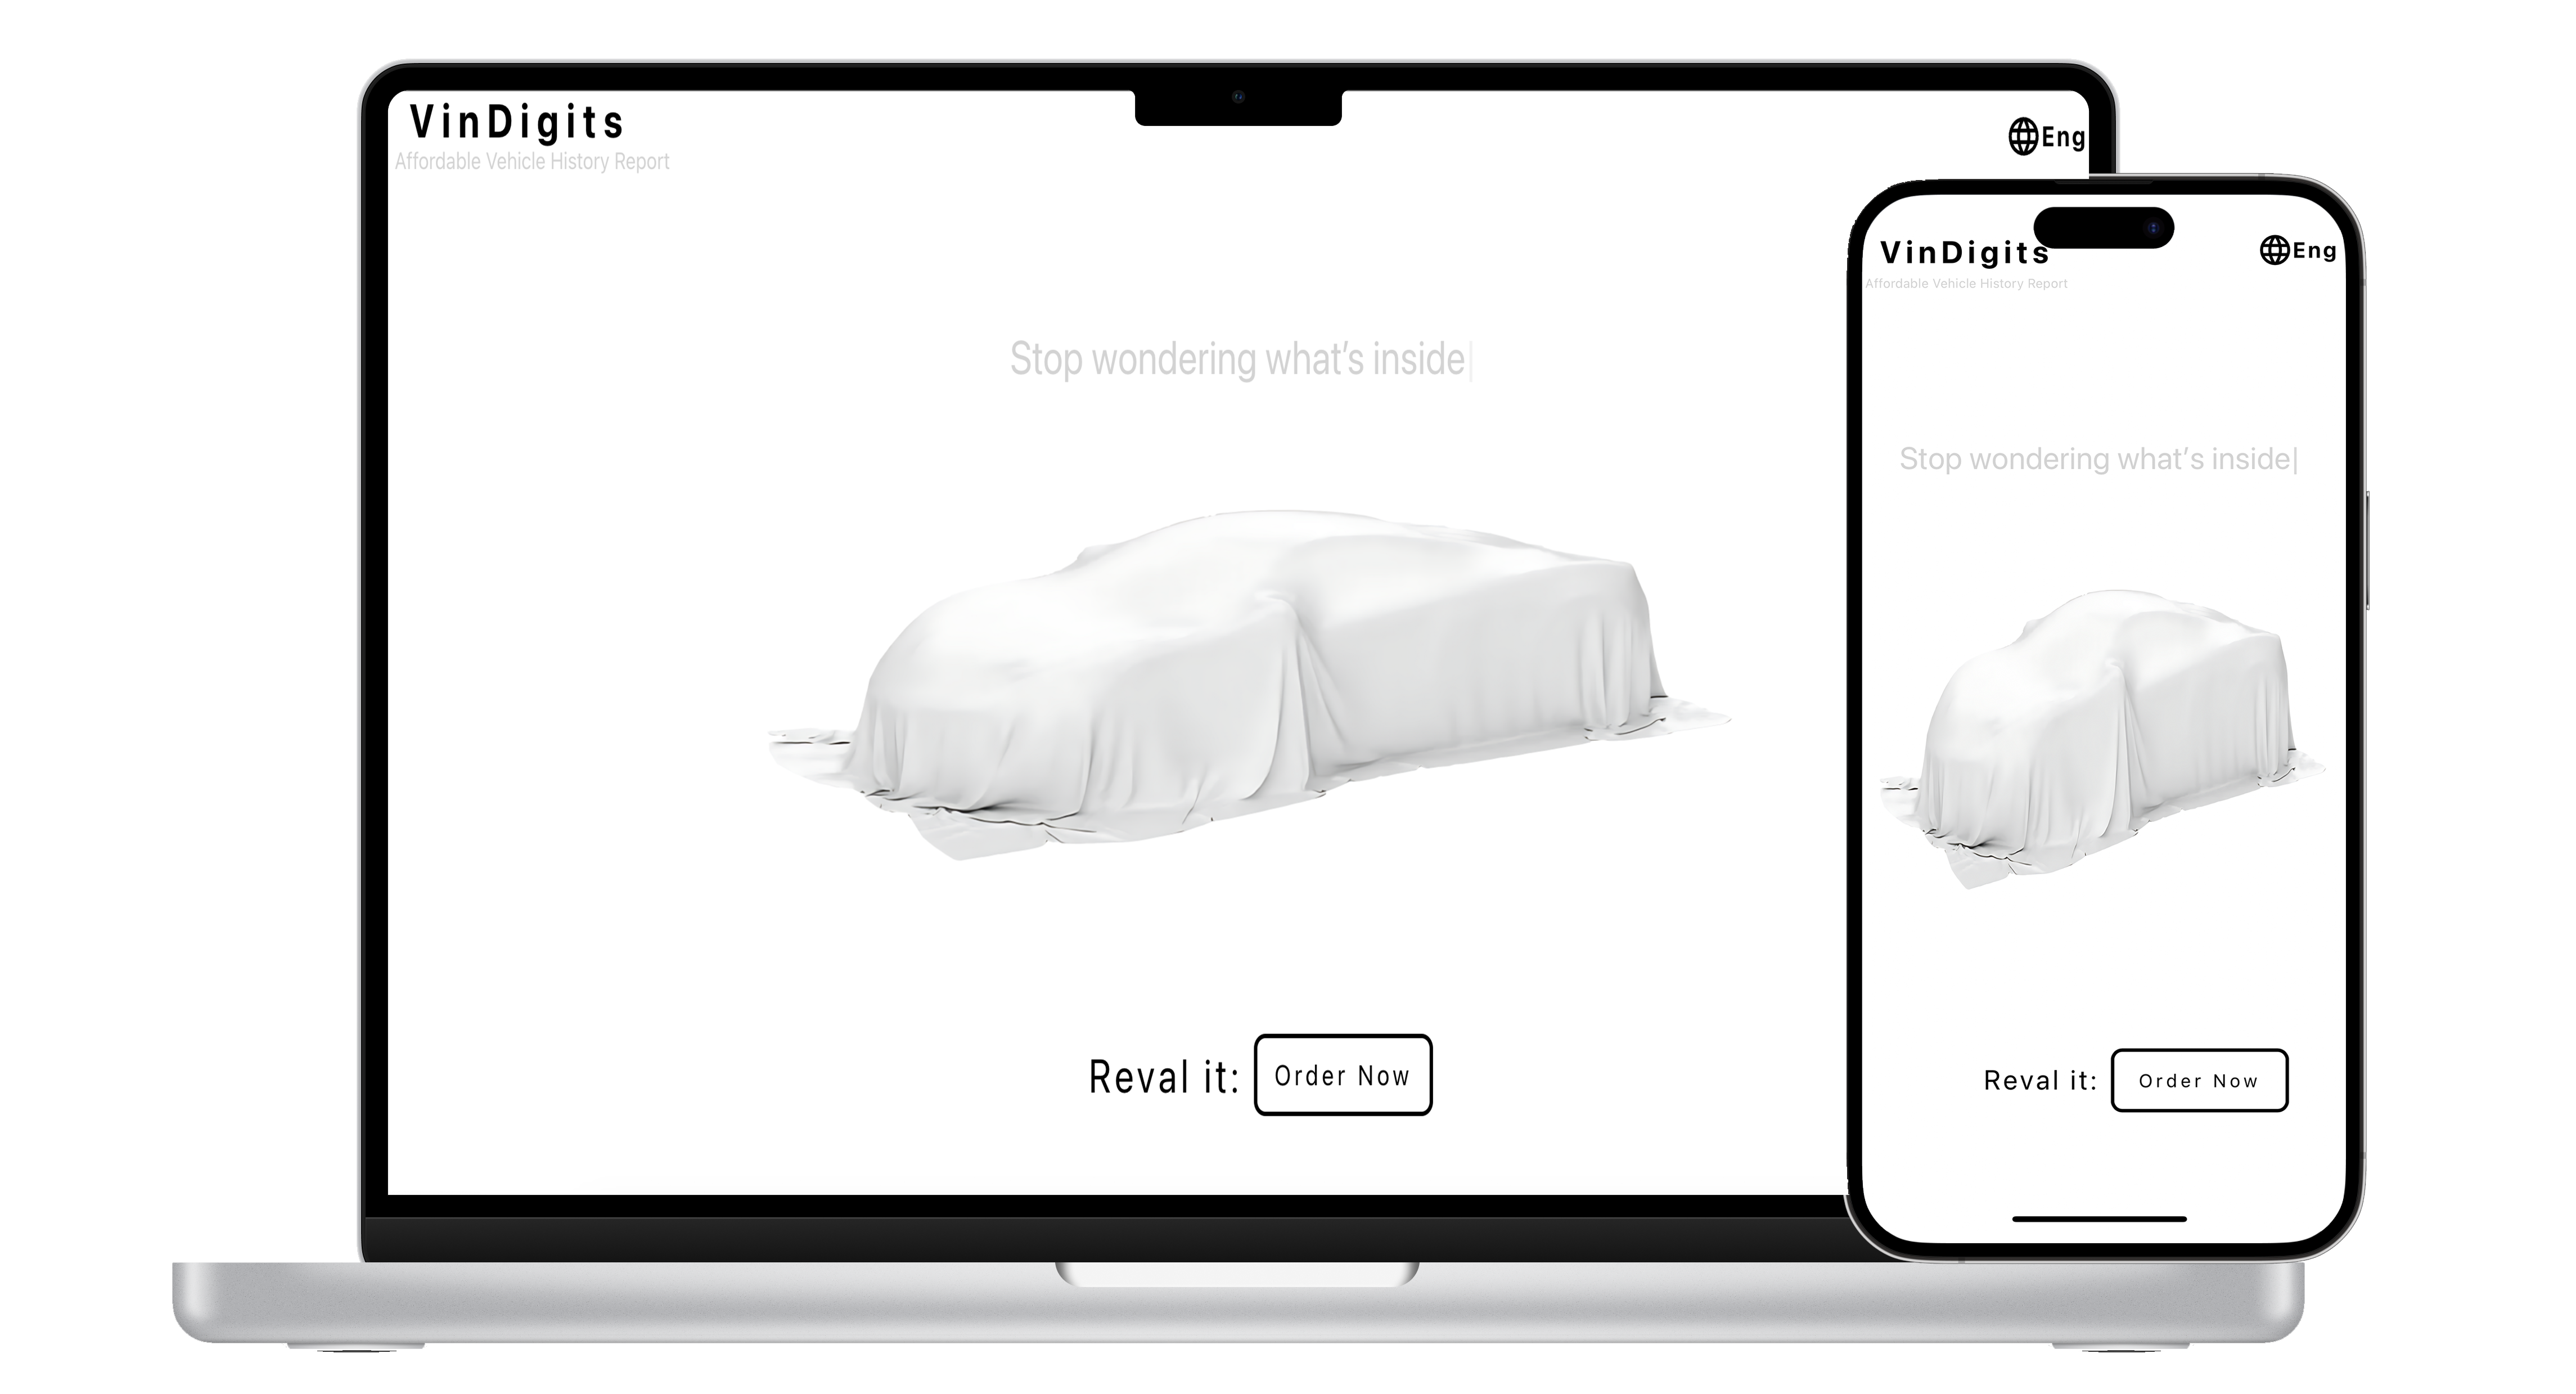 VinDigits
Affordable Vehicle History Report
Eng
Stop wondering what's inside|
Reval it:
Order Now
VinDigits
Affordable Vehicle History Report
Eng
Stop wondering what's inside|
Reval it:
Order Now